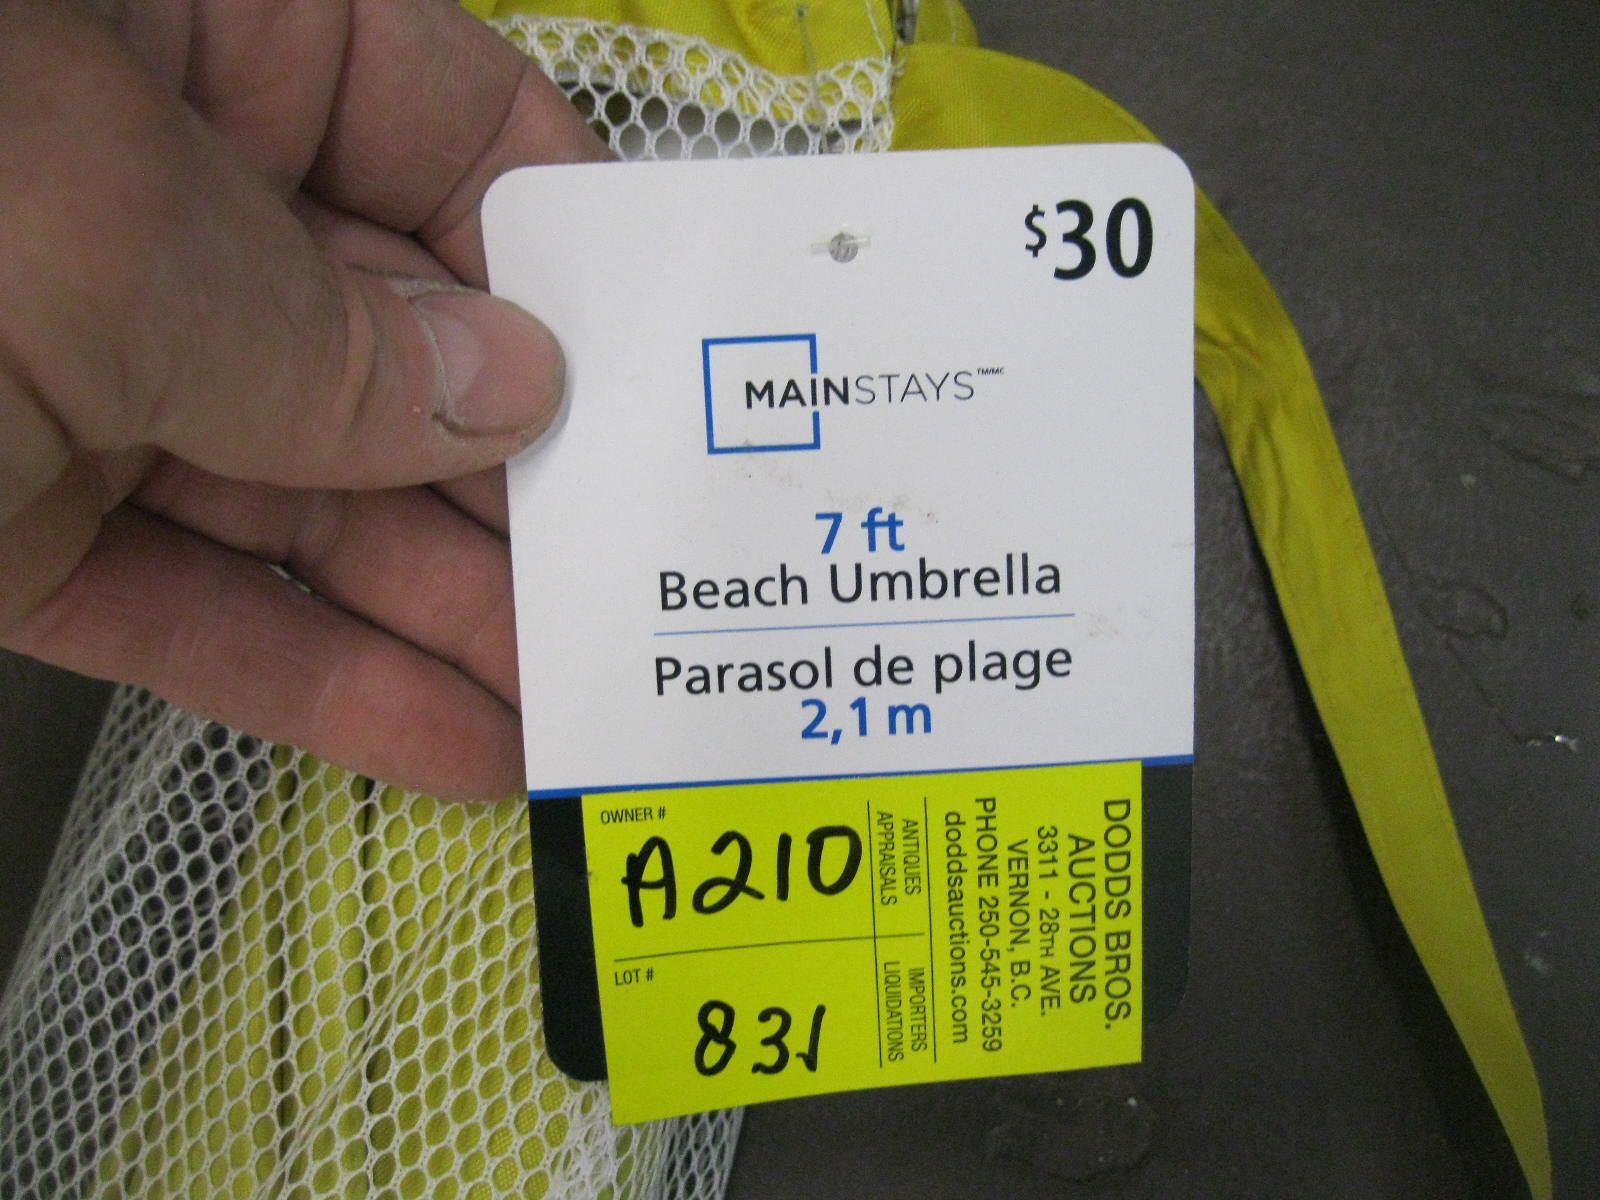 $30
MAINSTAYS™/MC
7 ft
Beach Umbrella
Parasol de plage
2,1 m
OWNER #
A210
LOT #
831
DODDS BROS.
AUCTIONS
3311 - 28TH AVE.
VERNON, B.C.
PHONE 250-545-3259
doddsauctions.com
ANTIQUES
APPRAISALS
IMPORTERS
LIQUIDATIONS